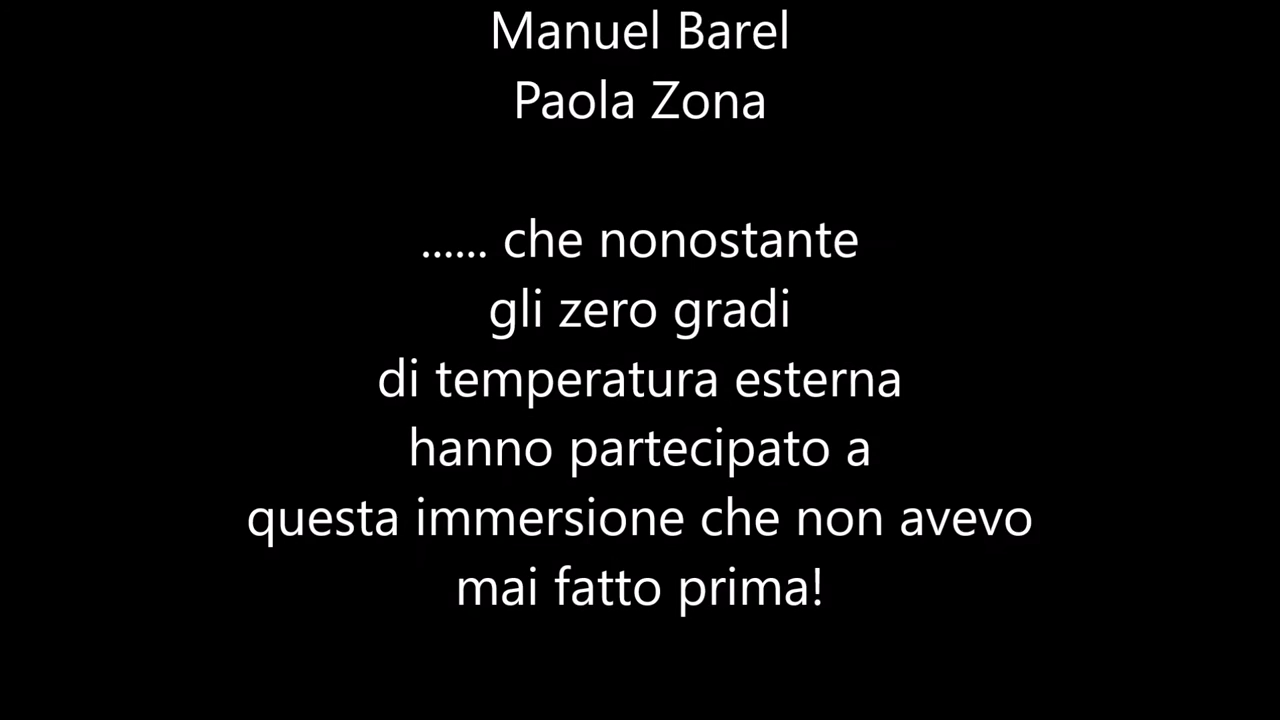 Manuel Barel
Paola Zona
...... che nonostante
gli zero gradi
di temperatura esterna
hanno partecipato a
questa immersione che non avevo
mai fatto prima!